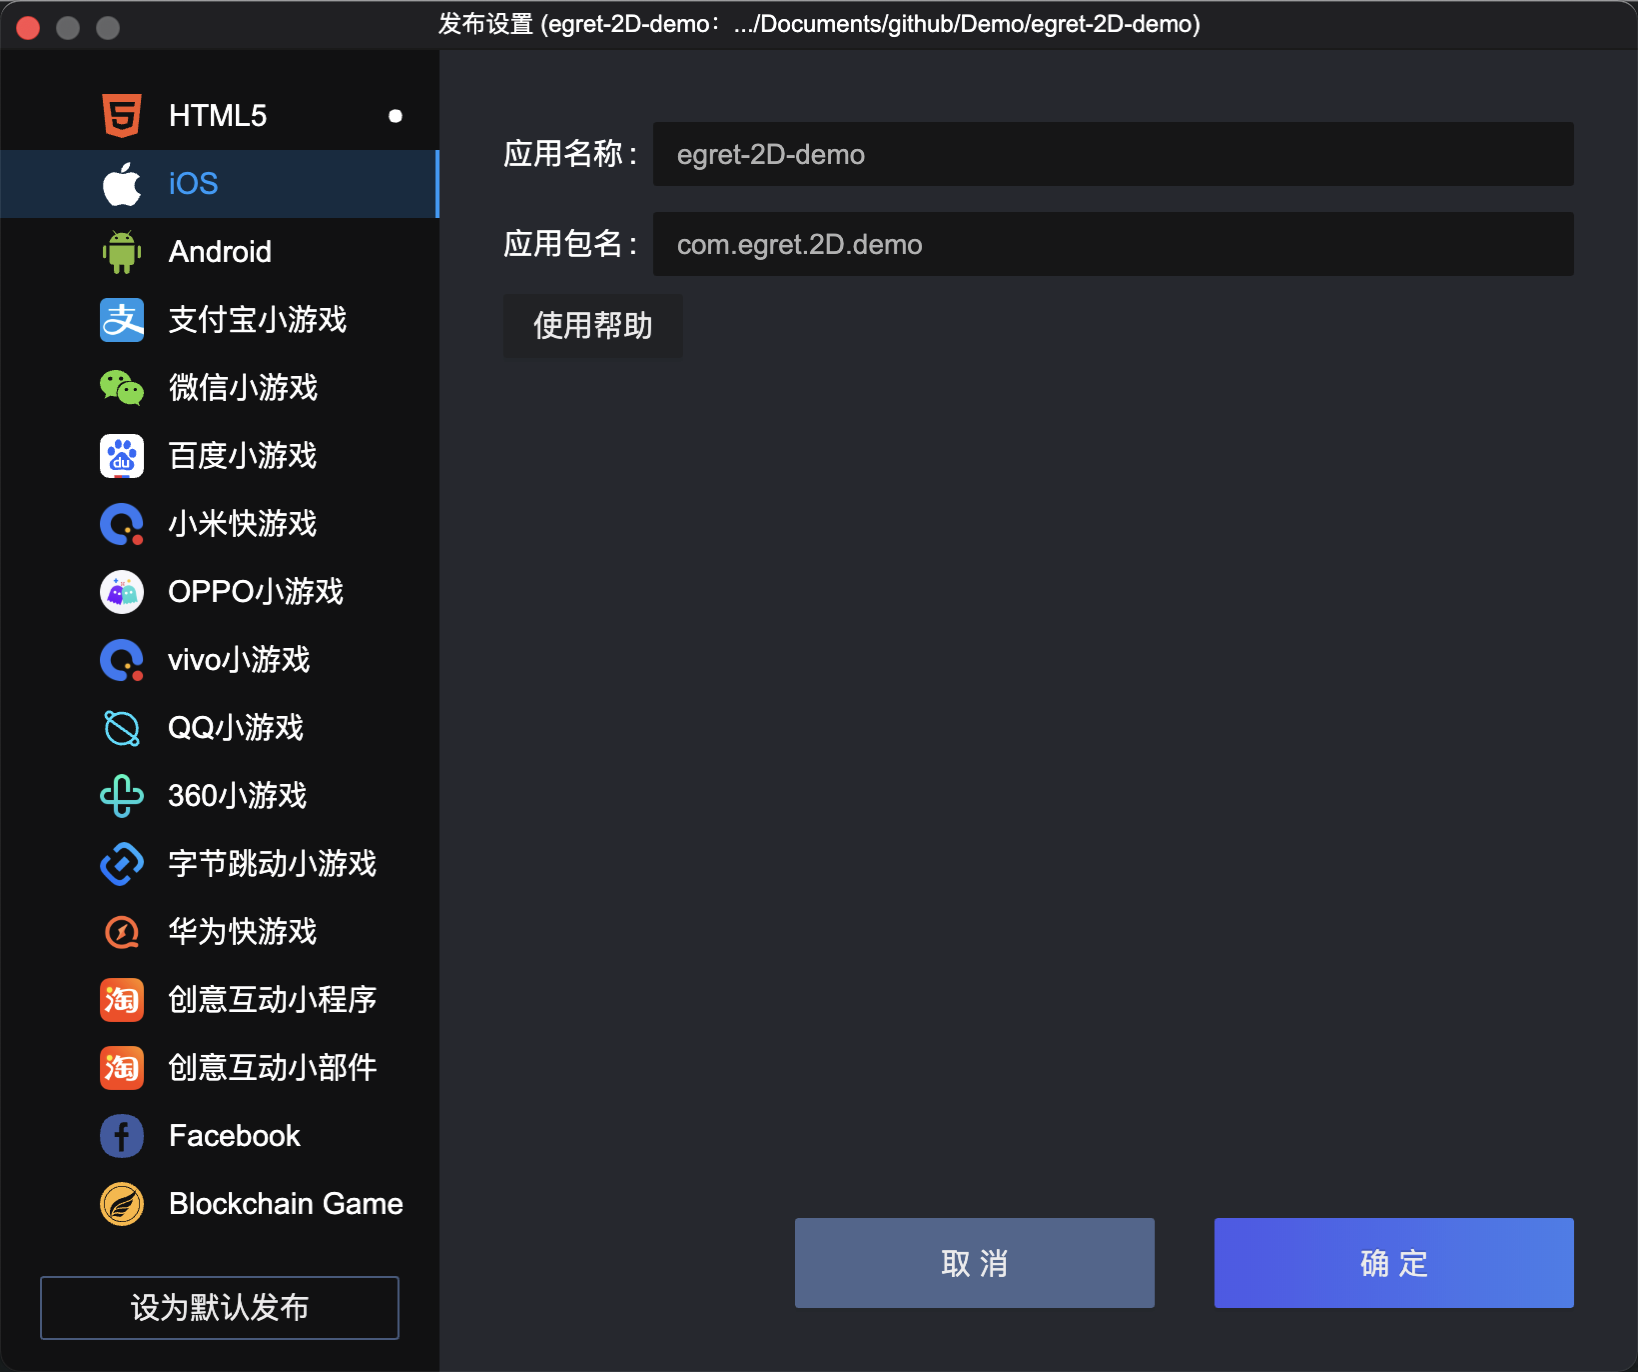 发布设置 (egret-2D-demo：.../Documents/github/Demo/egret-2D-demo)
HTML5
iOS
Android
支
支付宝小游戏
微信小游戏
du
百度小游戏
小米快游戏
OPPO小游戏
vivo小游戏
QQ小游戏
360小游戏
字节跳动小游戏
华为快游戏
淘
创意互动小程序
淘
创意互动小部件
f
Facebook
Blockchain Game
设为默认发布
应用名称：
egret-2D-demo
应用包名：
com.egret.2D.demo
使用帮助
取 消
确 定